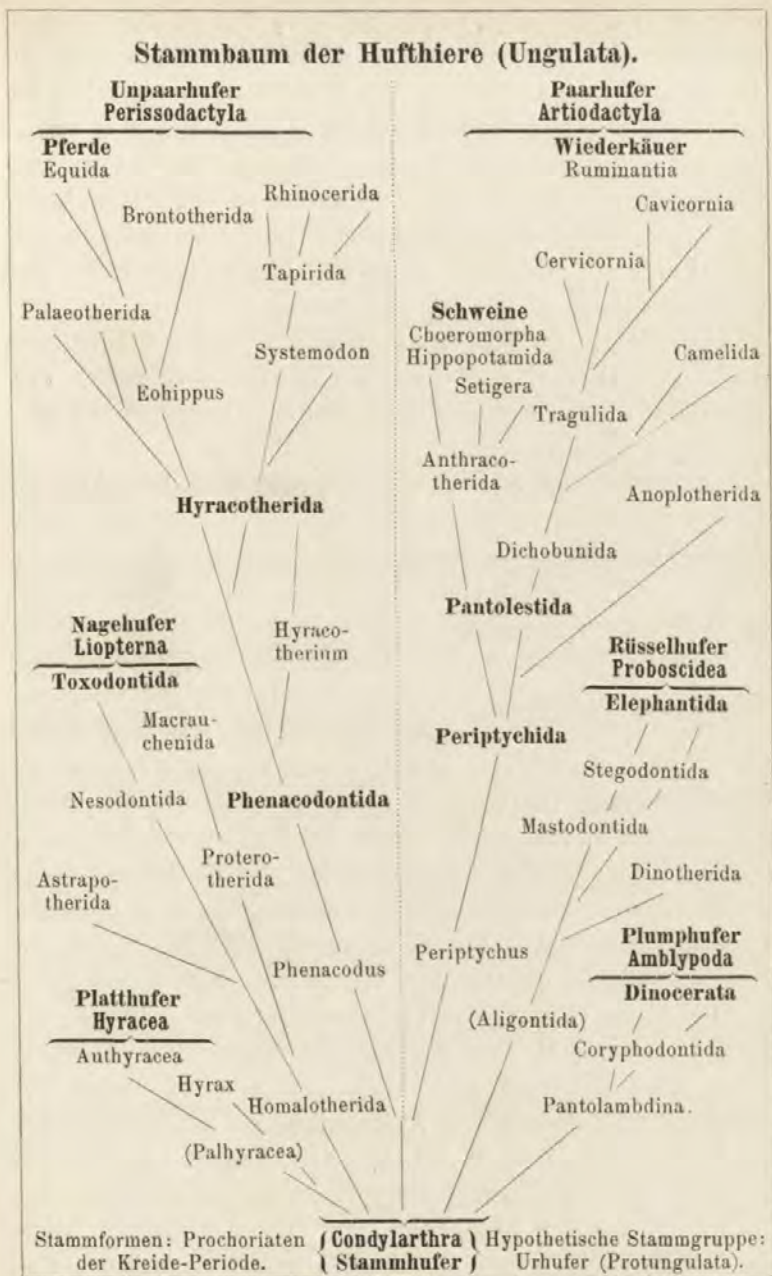 Stammbaum der Hufthiere (Ungulata).
Unpaarhufer
Perissodactyla
Paarhufer
Artiodactyla
Pferde
Equida
Wiederkäuer
Ruminantia
Rhinocerida
Brontotherida
Cavicornia
Tapirida
Cervicornia
Palaeotherida
Schweine
Choeromorpha
Hippopotamida
Systemodon
Camelida
Eohippus
Setigera
Tragulida
Anthraco-
therida
Hyracotherida
Anoplotherida
Dichobunida
Pantolestida
Nagehufer
Liopterna
Toxodontida
Hyraco-
therium
Rüsselhufer
Proboscidea
Elephantida
Macrau-
chenida
Periptychida
Stegodontida
Nesodontida
Phenacodontida
Mastodontida
Protero-
therida
Astrapo-
therida
Dinotherida
Phenacodus
Periptychus
Plumphufer
Amblypoda
Dinocerata
Platthufer
Hyracea
Authyracea
(Aligontida)
Coryphodontida
Hyrax
Homalotherida
Pantolambdina.
(Palhyracea)
Stammformen: Prochoriaten
der Kreide-Periode.
Condylarthra
Stammhufer
Hypothetische Stammgruppe:
Urhufer (Protungulata).